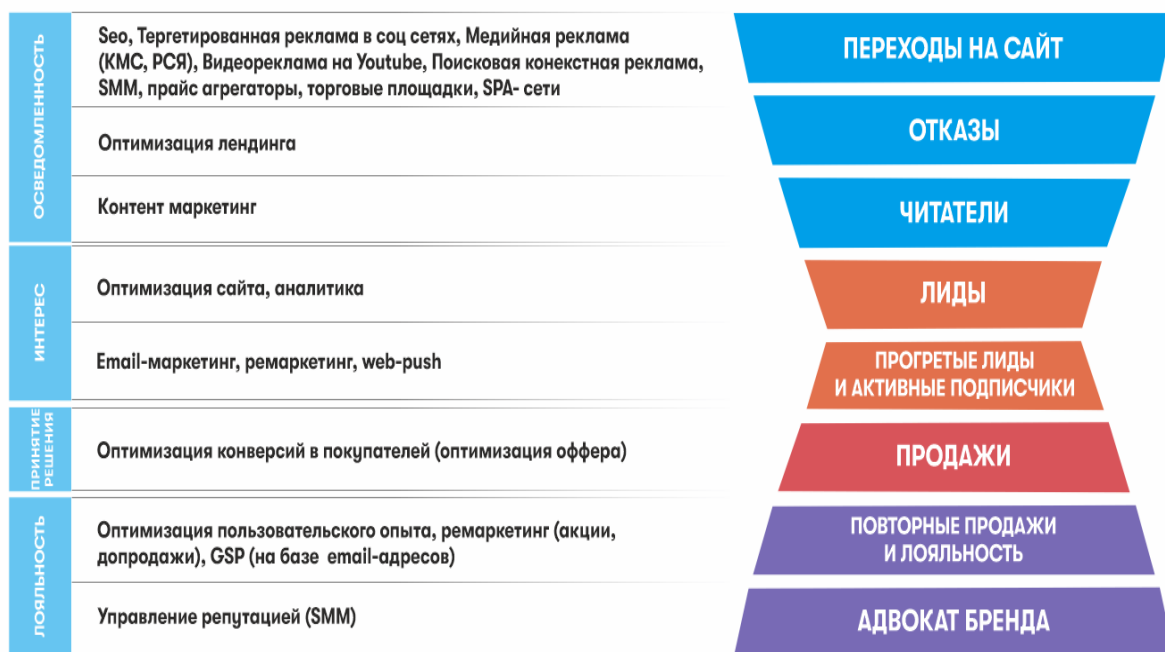 ОСВЕДОМЛЕННОСТЬ
Seo, Тергетированная реклама в соц сетях, Медийная реклама
(КМС, РСЯ), Видеореклама на Youtube, Поисковая конекстная реклама,
SMM, прайс агрегаторы, торговые площадки, SPA- сети
ПЕРЕХОДЫ НА САЙТ
Оптимизация лендинга
ОТКАЗЫ
Контент маркетинг
ЧИТАТЕЛИ
ИНТЕРЕС
Оптимизация сайта, аналитика
ЛИДЫ
Email-маркетинг, ремаркетинг, web-push
ПРОГРЕТЫЕ ЛИДЫ
И АКТИВНЫЕ ПОДПИСЧИКИ
ПРИНЯТИЕ
РЕШЕНИЯ
Оптимизация конверсий в покупателей (оптимизация оффера)
ПРОДАЖИ
ЛОЯЛЬНОСТЬ
Оптимизация пользовательского опыта, ремаркетинг (акции,
допродажи), GSP (на базе email-адресов)
ПОВТОРНЫЕ ПРОДАЖИ
И ЛОЯЛЬНОСТЬ
Управление репутацией (SMM)
АДВОКАТ БРЕНДА